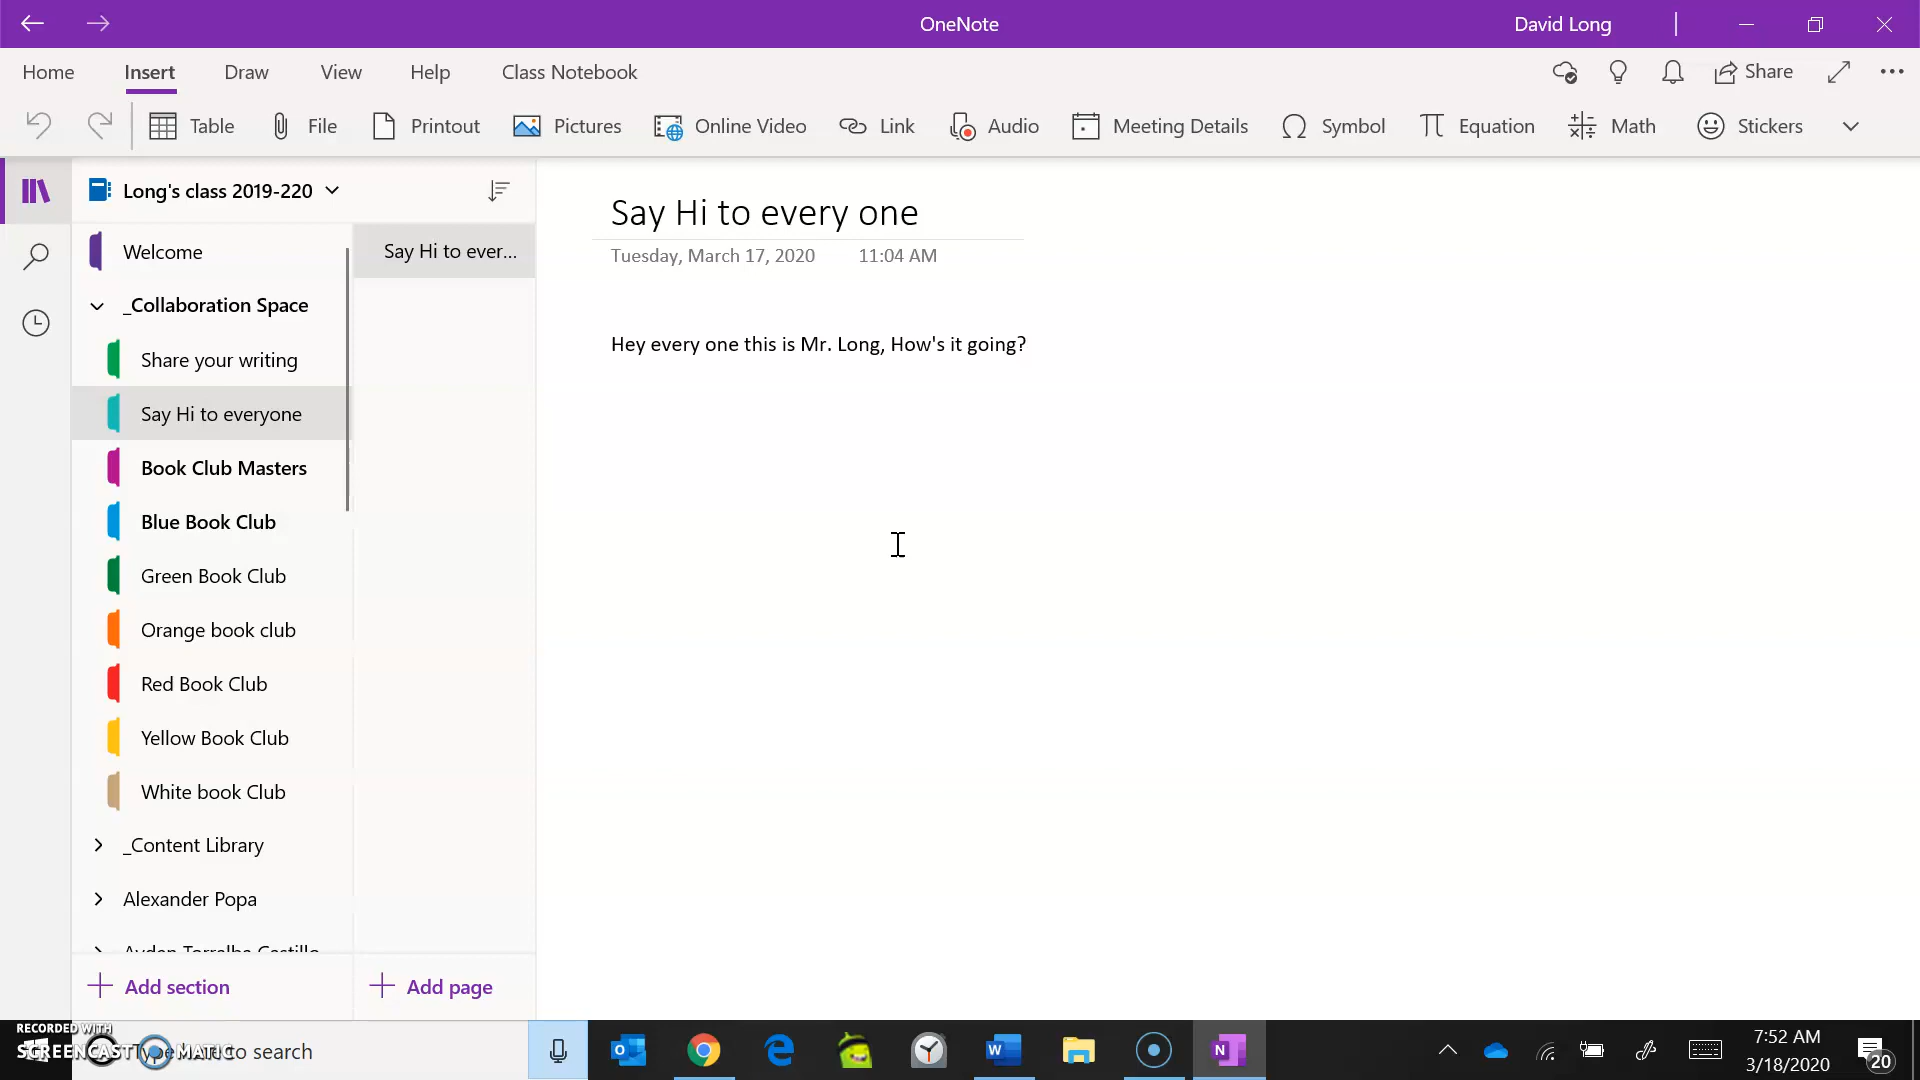 OneNote
David Long
Home Insert Draw View Help Class Notebook
Share
Table File Printout Pictures Online Video Link Audio Meeting Details Symbol Equation Math Stickers
Long's class 2019-220
Welcome
_Collaboration Space
Share your writing
Say Hi to everyone
Book Club Masters
Blue Book Club
Green Book Club
Orange book club
Red Book Club
Yellow Book Club
White book Club
_Content Library
Alexander Popa
Add section
Say Hi to ever...
Add page
Say Hi to every one
Tuesday, March 17, 2020 11:04 AM
Hey every one this is Mr. Long, How's it going?
RECORDED WITH
SCREENCAST MATIC
to search
7:52 AM
3/18/2020
20